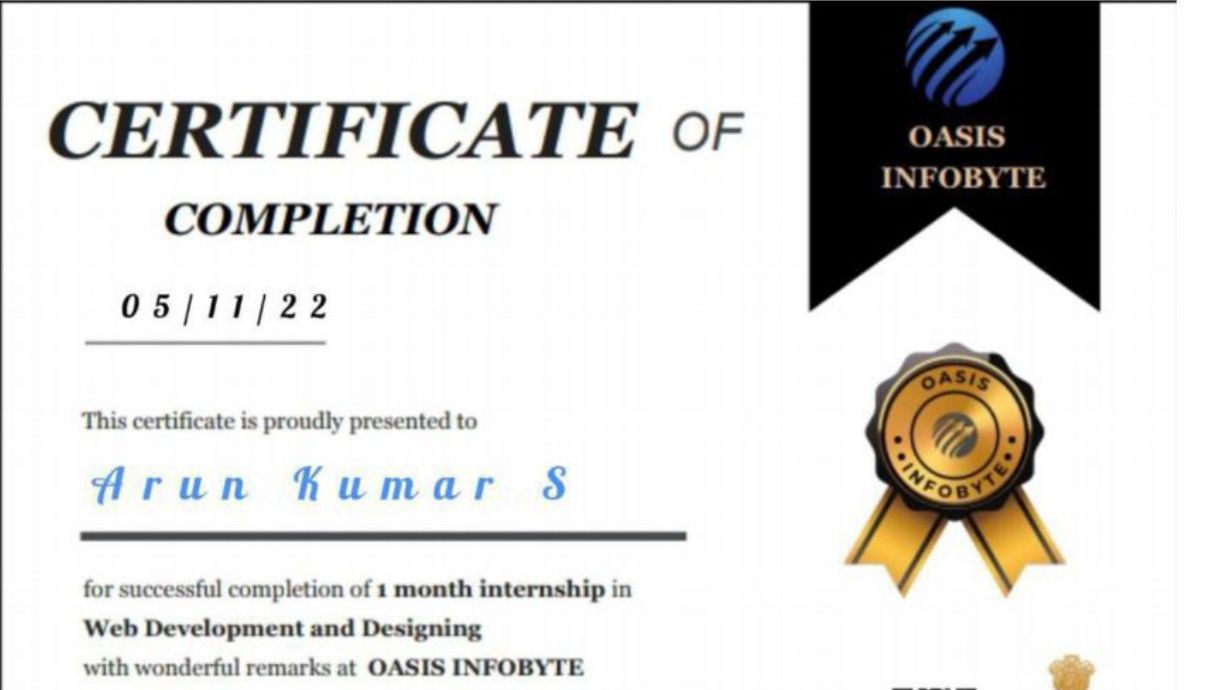 CERTIFICATE OF
COMPLETION
OASIS
INFOBYTE
05/11/22
This certificate is proudly presented to
Arun Kumar S
OASIS
INFOBYTE
for successful completion of 1 month internship in
Web Development and Designing
with wonderful remarks at OASIS INFOBYTE